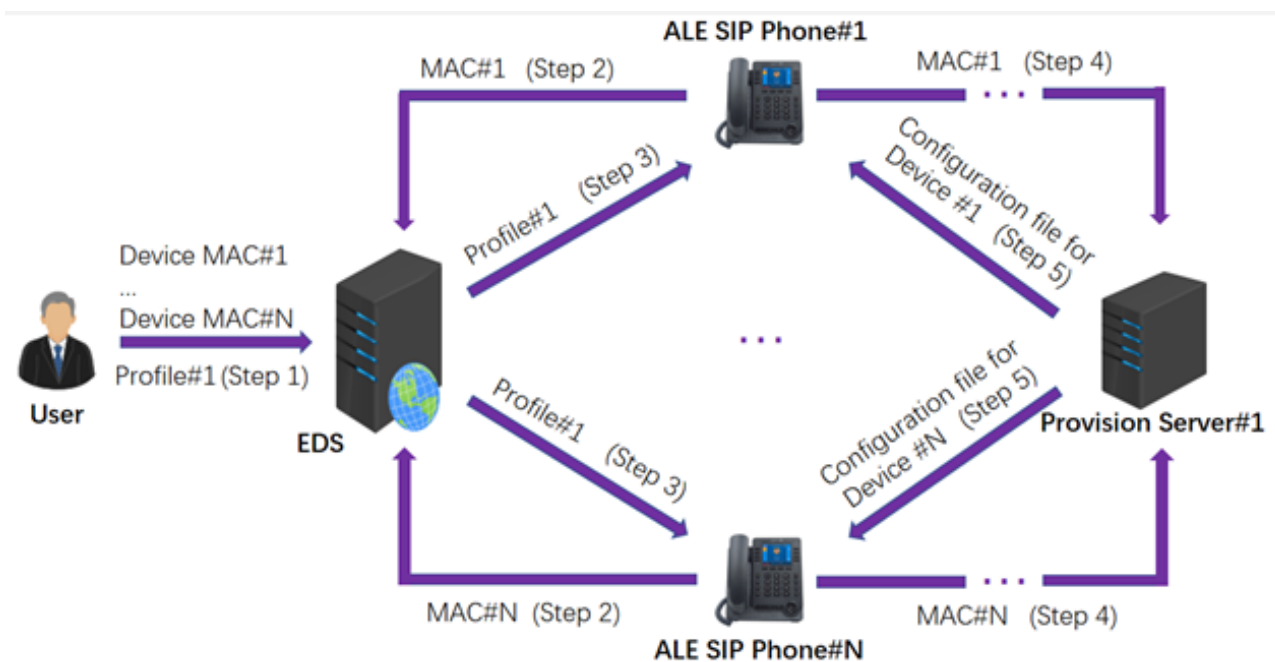 ALE SIP Phone#1
MAC#1 (Step 2)
MAC#1 (Step 4)
Profile#1 (Step 3)
Configuration file for
Device #1 (Step 5)
Device MAC#1
...
Device MAC#N
Profile#1 (Step 1)
User
EDS
...
Provision Server#1
Profile#1 (Step 3)
Configuration file for
Device #N (Step 5)
MAC#N (Step 2)
MAC#N (Step 4)
ALE SIP Phone#N